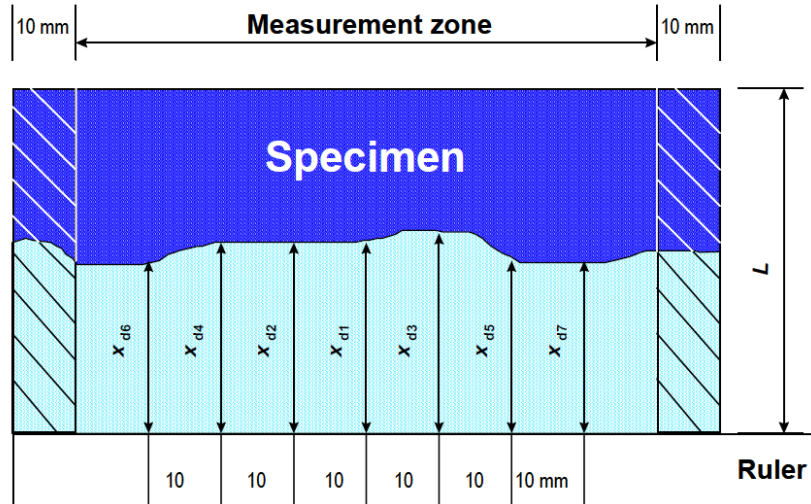 10 mm
Measurement zone
10 mm
Specimen
L
x d6
x d4
x d2
x d1
x d3
x d5
x d7
10
10
10
10
10
10 mm
Ruler